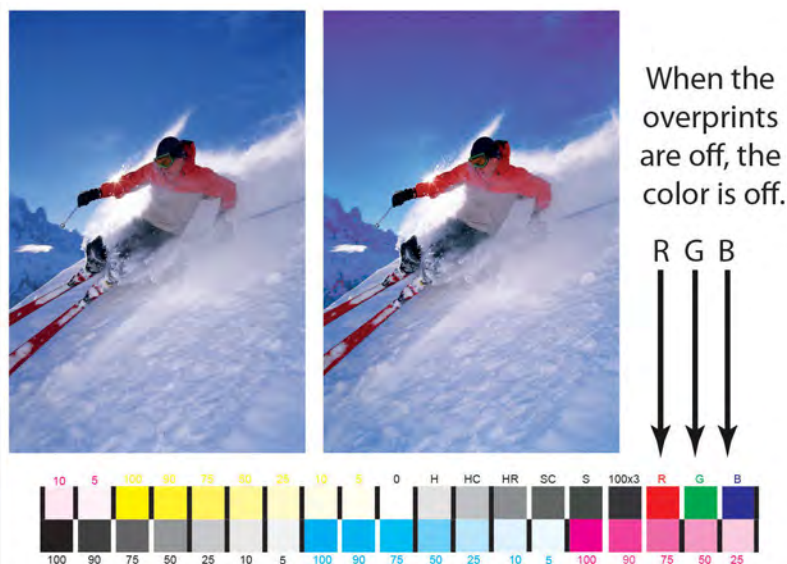 When the
overprints
are off, the
color is off.
R G B
10 5 100 90 75 50 25 10 5 0 H HC HR SC S 100x3 R G B
100 90 75 50 25 10 5 100 90 75 50 25 10 5 100 90 75 50 25